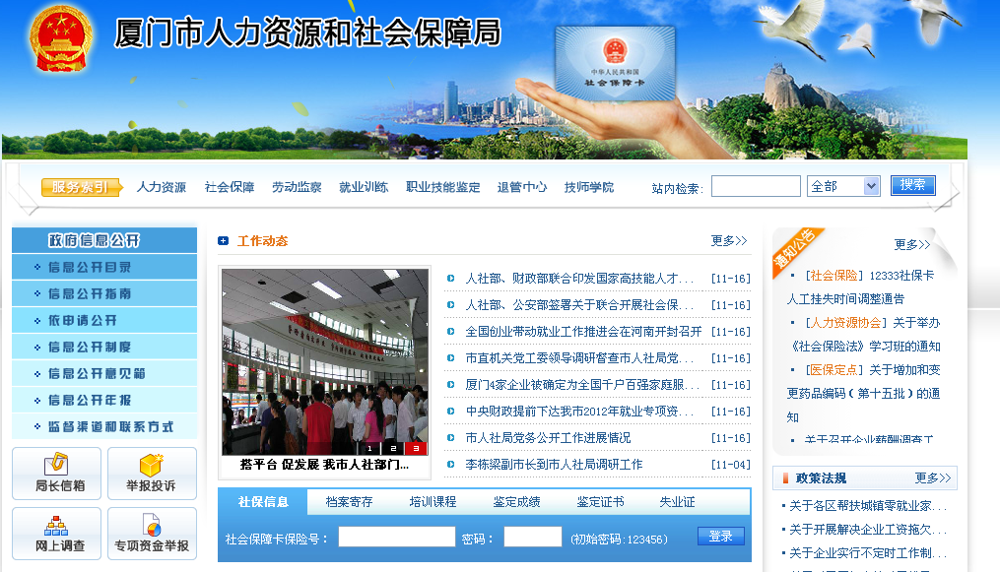 厦门市人力资源和社会保障局
中华人民共和国
社会保障卡
服务索引 人力资源 社会保障 劳动监察 就业训练 职业技能鉴定 退管中心 技师学院 站内检索: 全部 搜索
政府信息公开
信息公开目录
信息公开指南
依申请公开
信息公开制度
信息公开意见箱
信息公开年报
监督渠道和联系方式
局长信箱 举报投诉
网上调查 专项资金举报
工作动态 更多>>
1 2 3
搭平台 促发展 我市人社部门...
人社部、财政部联合印发国家高技能人才... [11-16]
人社部、公安部签署关于联合开展社会保... [11-16]
全国创业带动就业工作推进会在河南开封召开 [11-16]
市直机关党工委领导调研督查市人社局党... [11-16]
厦门4家企业被确定为全国千户百强家庭服... [11-16]
中央财政提前下达我市2012年就业专项资... [11-16]
市人社局党务公开工作进展情况 [11-16]
李栋梁副市长到市人社局调研工作 [11-04]
社保信息 档案寄存 培训课程 鉴定成绩 鉴定证书 失业证
社会保障卡保险号: 密码: (初始密码:123456) 登录
通知公告
更多>>
[社会保险] 12333社保卡
人工挂失时间调整通告
[人力资源协会] 关于举办
《社会保险法》学习班的通知
[医保定点] 关于增加和变
更药品编码(第十五批)的通
知
关于召开企业薪酬调查工
政策法规 更多>>
关于各区帮扶城镇零就业家...
关于开展解决企业工资拖欠...
关于企业实行不定时工作制...